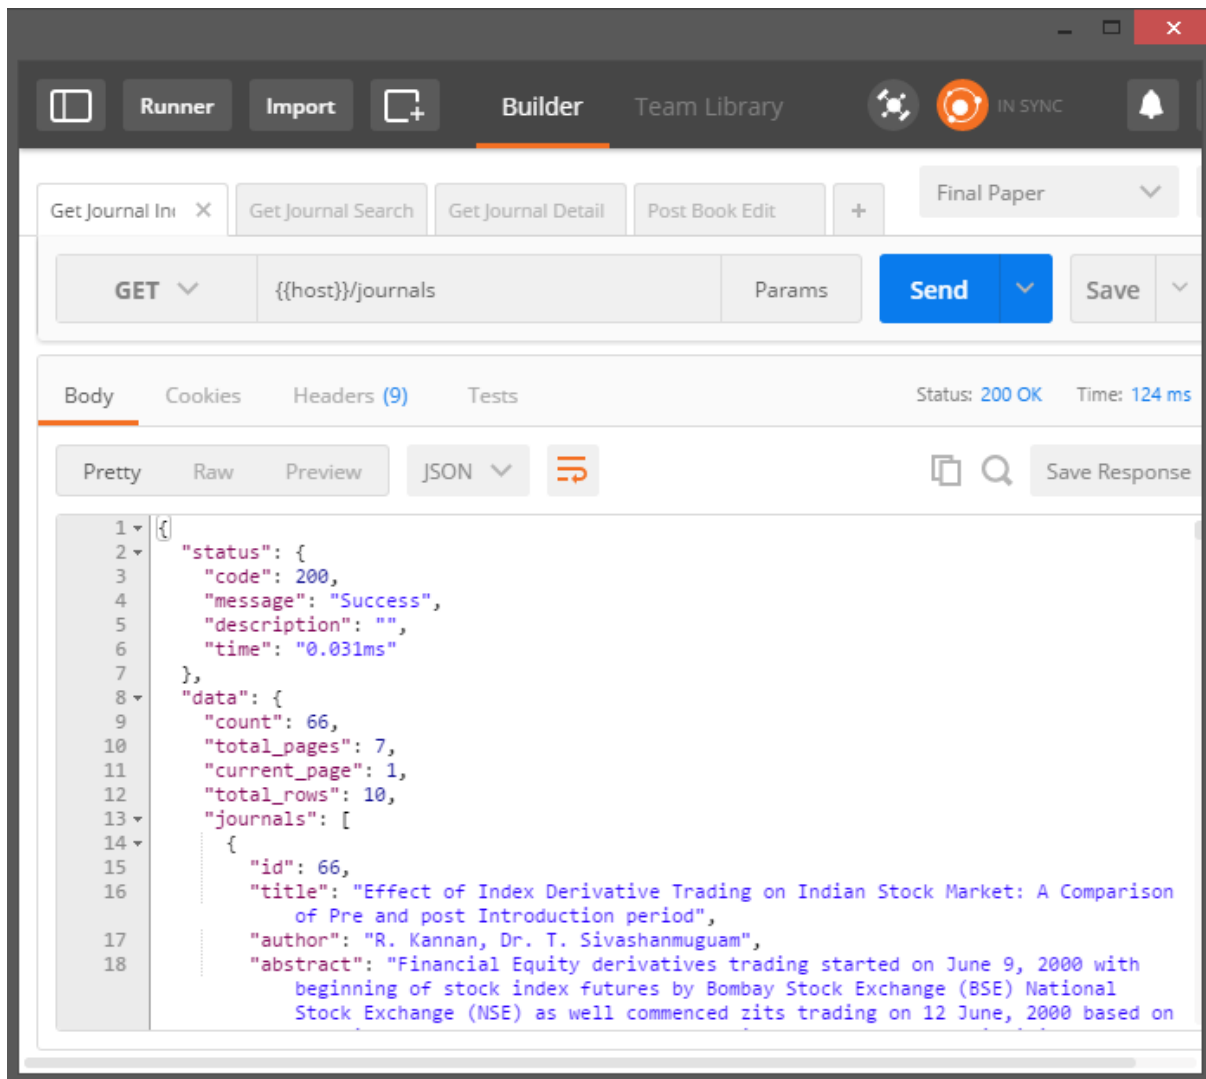 Runner Import Builder Team Library IN SYNC
Get Journal In Get Journal Search Get Journal Detail Post Book Edit + Final Paper
GET {{host}}/journals Params Send Save
Body Cookies Headers (9) Tests Status: 200 OK Time: 124 ms
Pretty Raw Preview JSON Save Response
1 {
2 "status": {
3 "code": 200,
4 "message": "Success",
5 "description": "",
6 "time": "0.031ms"
7 },
8 "data": {
9 "count": 66,
10 "total_pages": 7,
11 "current_page": 1,
12 "total_rows": 10,
13 "journals": [
14 {
15 "id": 66,
16 "title": "Effect of Index Derivative Trading on Indian Stock Market: A Comparison
of Pre and post Introduction period",
17 "author": "R. Kannan, Dr. T. Sivashanmuguam",
18 "abstract": "Financial Equity derivatives trading started on June 9, 2000 with
beginning of stock index futures by Bombay Stock Exchange (BSE) National
Stock Exchange (NSE) as well commenced zits trading on 12 June, 2000 based on